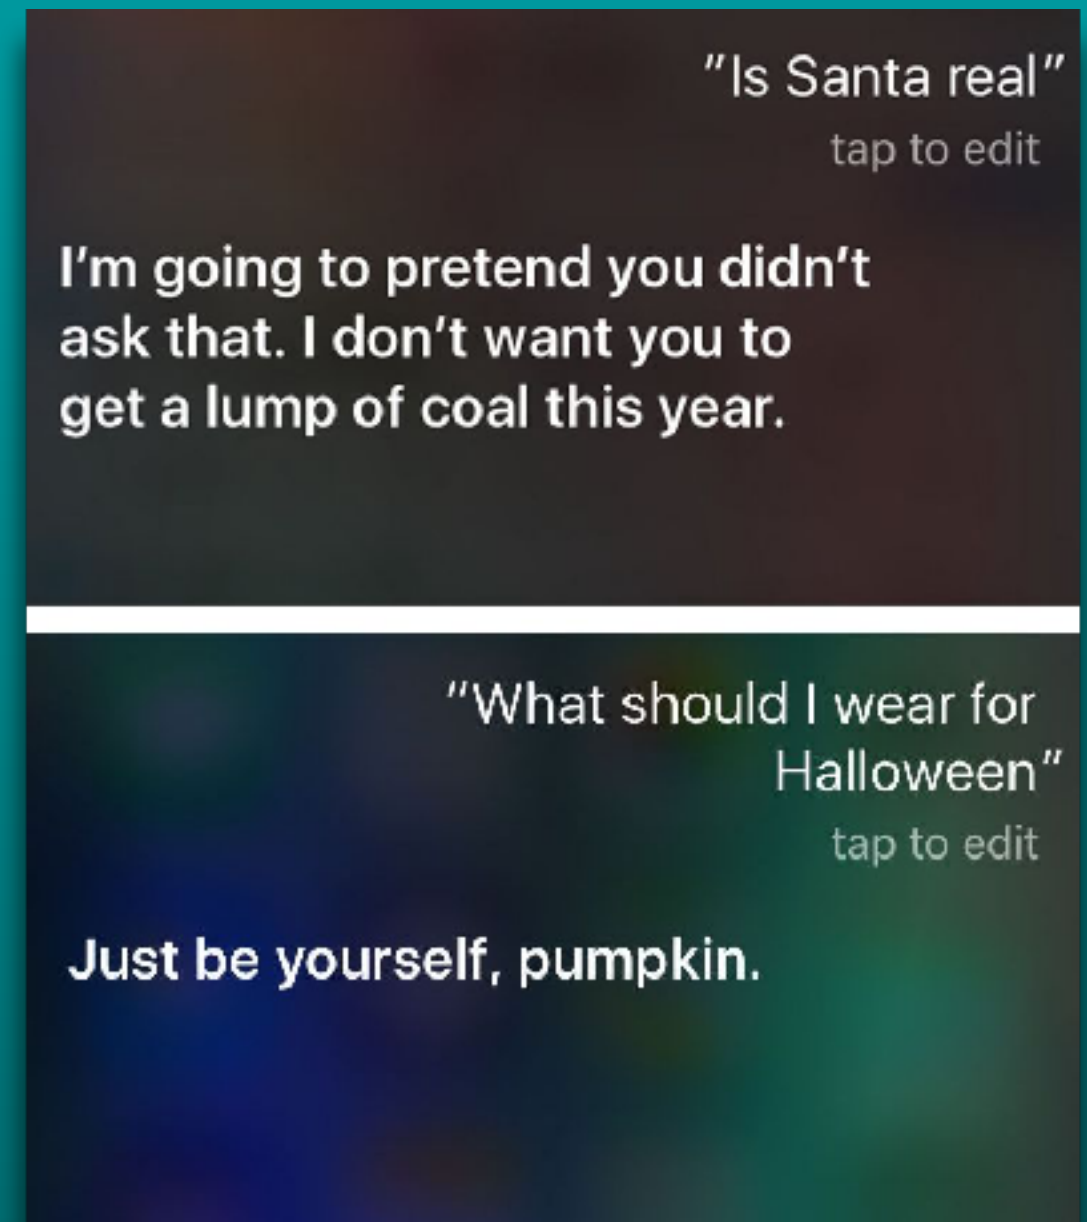 "Is Santa real"
tap to edit
I'm going to pretend you didn't
ask that. I don't want you to
get a lump of coal this year.
"What should I wear for
Halloween"
tap to edit
Just be yourself, pumpkin.